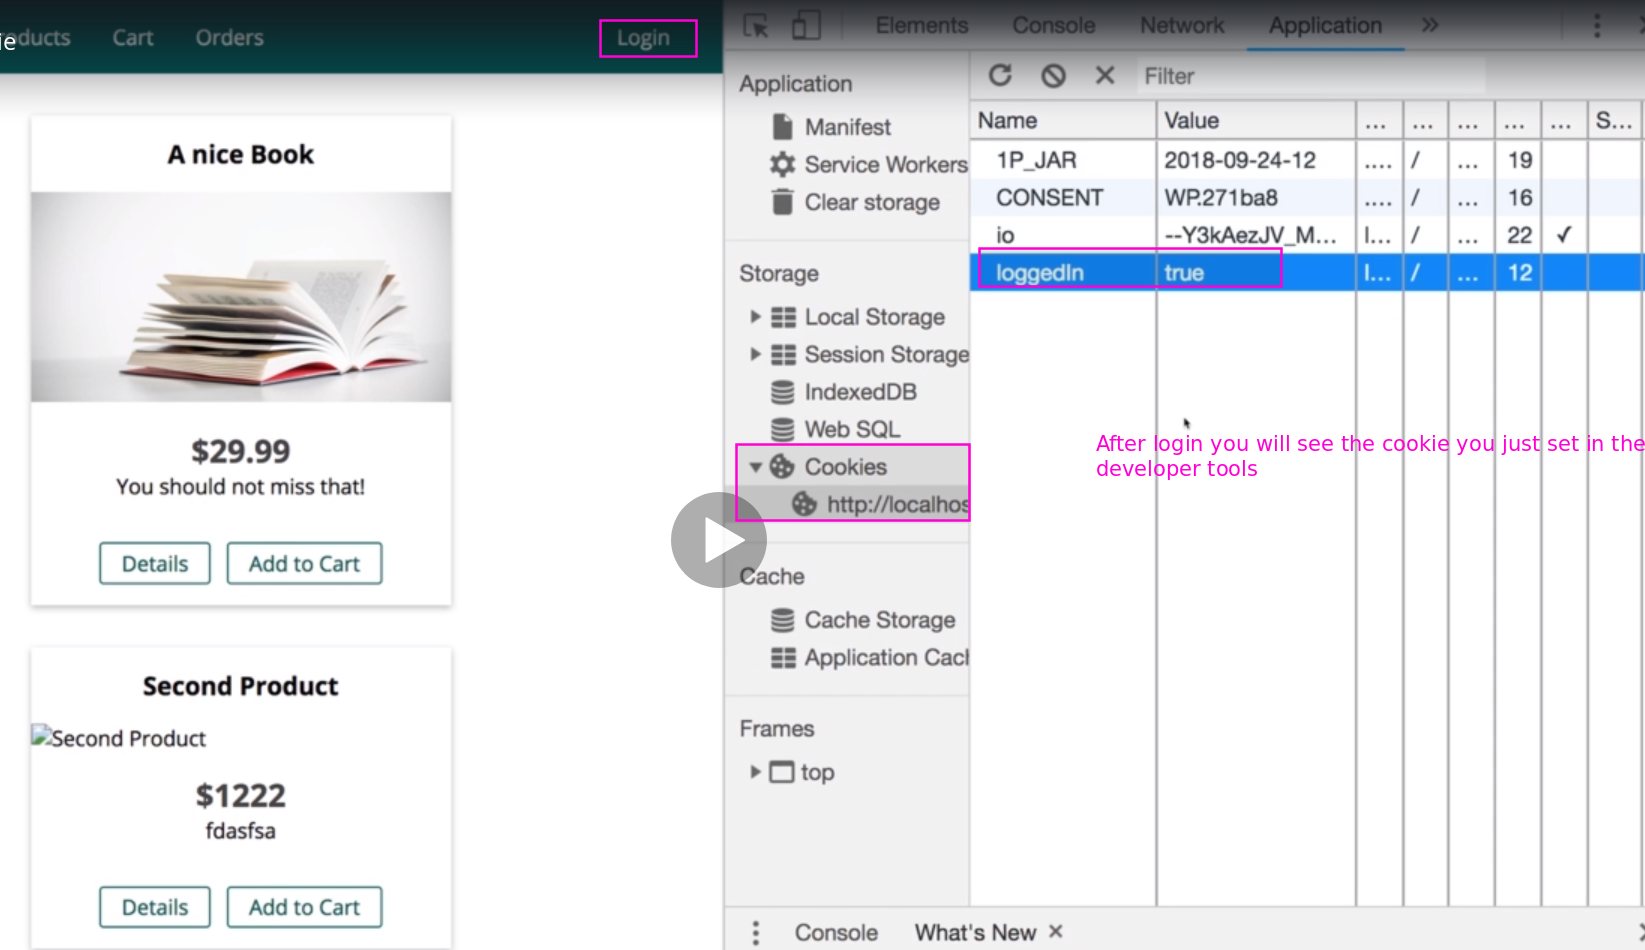 ie
oducts Cart Orders Login
A nice Book
$29.99
You should not miss that!
Details Add to Cart
Second Product
Second Product
$1222
fdasfsa
Details Add to Cart
Elements Console Network Application »
Application
Manifest
Service Workers
Clear storage
Storage
Local Storage
Session Storage
IndexedDB
Web SQL
Cookies
http://localhos
Cache
Cache Storage
Application Cach
Frames
top
Filter
Name Value ... ... ... ... ... S...
1P_JAR 2018-09-24-12 .... / ... 19
CONSENT WP.271ba8 .... / ... 16
io --Y3kAezJV_M... l... / ... 22 ✓
loggedIn true l... / ... 12
After login you will see the cookie you just set in the
developer tools
Console What's New ×